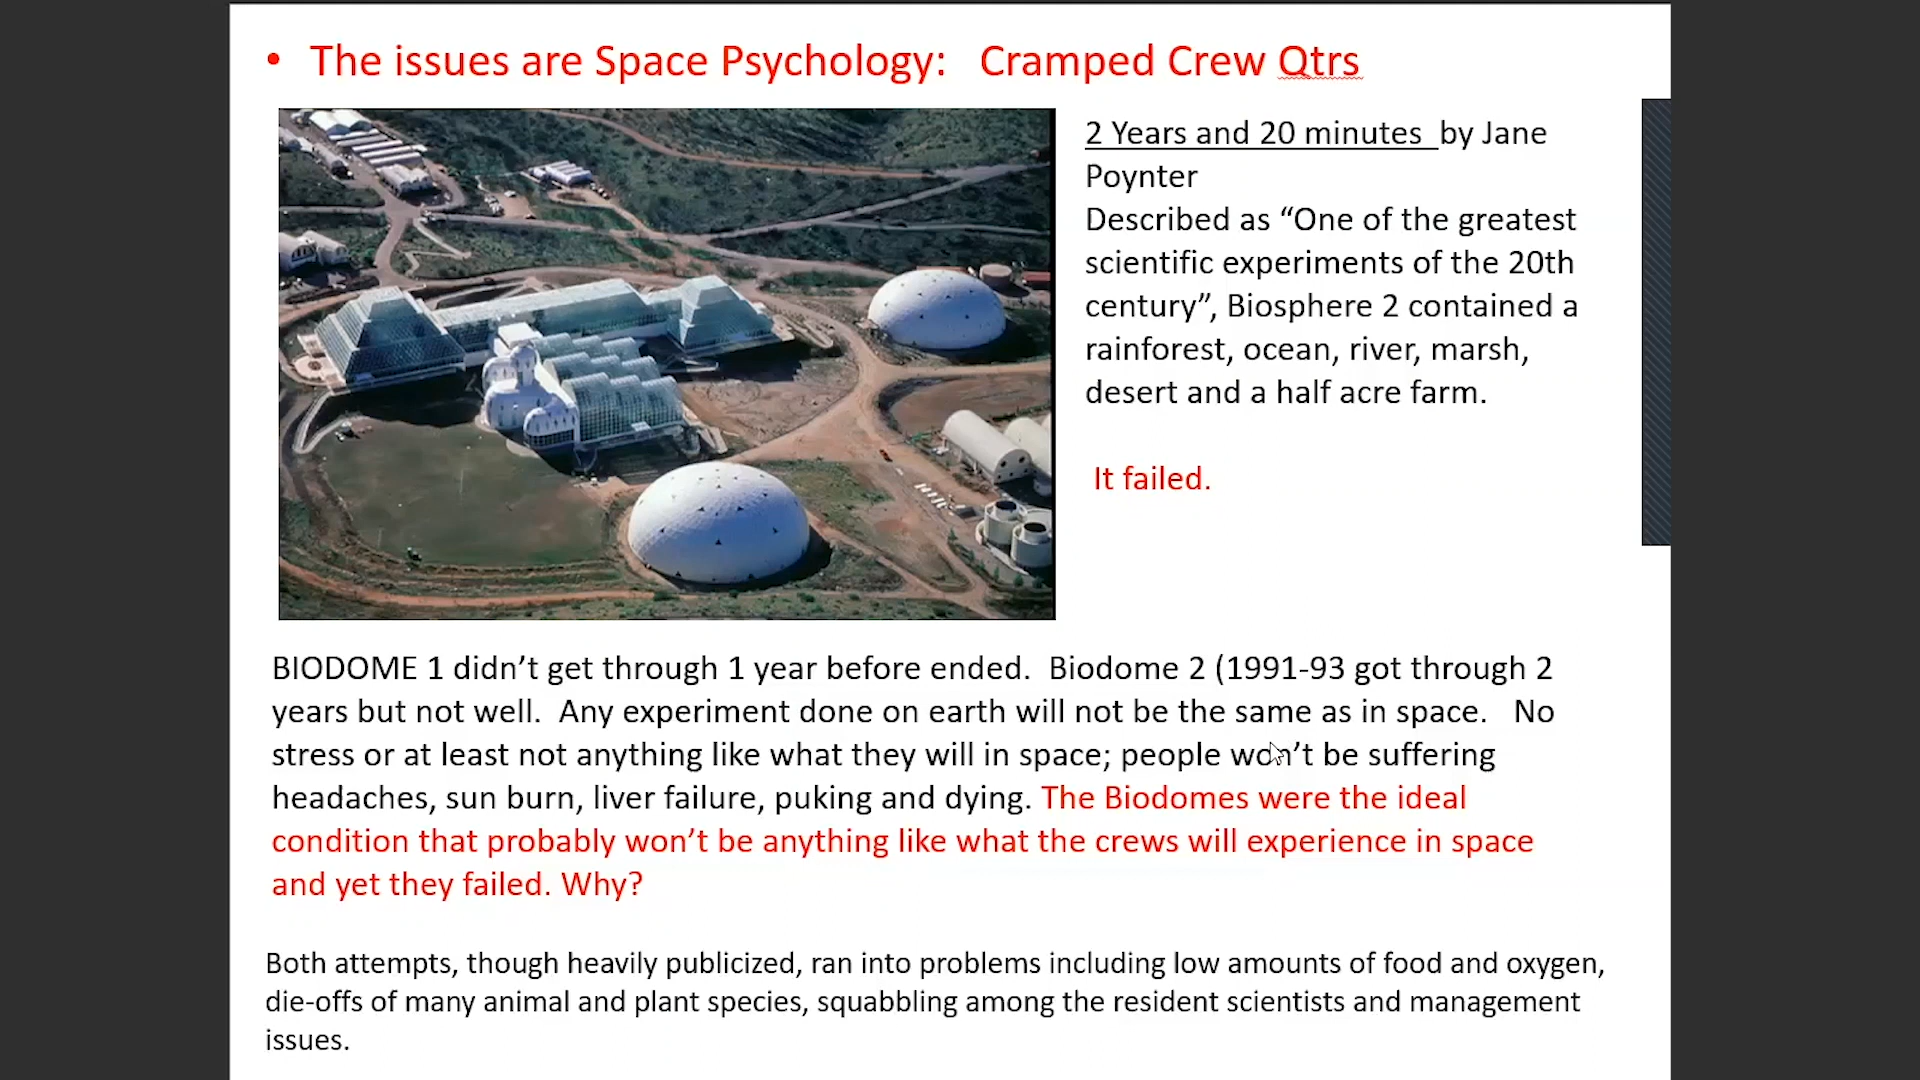 • The issues are Space Psychology:   Cramped Crew Qtrs
2 Years and 20 minutes  by Jane
Poynter
Described as “One of the greatest
scientific experiments of the 20th
century”, Biosphere 2 contained a
rainforest, ocean, river, marsh,
desert and a half acre farm.
It failed.
BIODOME 1 didn’t get through 1 year before ended.  Biodome 2 (1991-93 got through 2
years but not well.  Any experiment done on earth will not be the same as in space.   No
stress or at least not anything like what they will in space; people won’t be suffering
headaches, sun burn, liver failure, puking and dying. The Biodomes were the ideal
condition that probably won’t be anything like what the crews will experience in space
and yet they failed. Why?
Both attempts, though heavily publicized, ran into problems including low amounts of food and oxygen,
die-offs of many animal and plant species, squabbling among the resident scientists and management
issues.